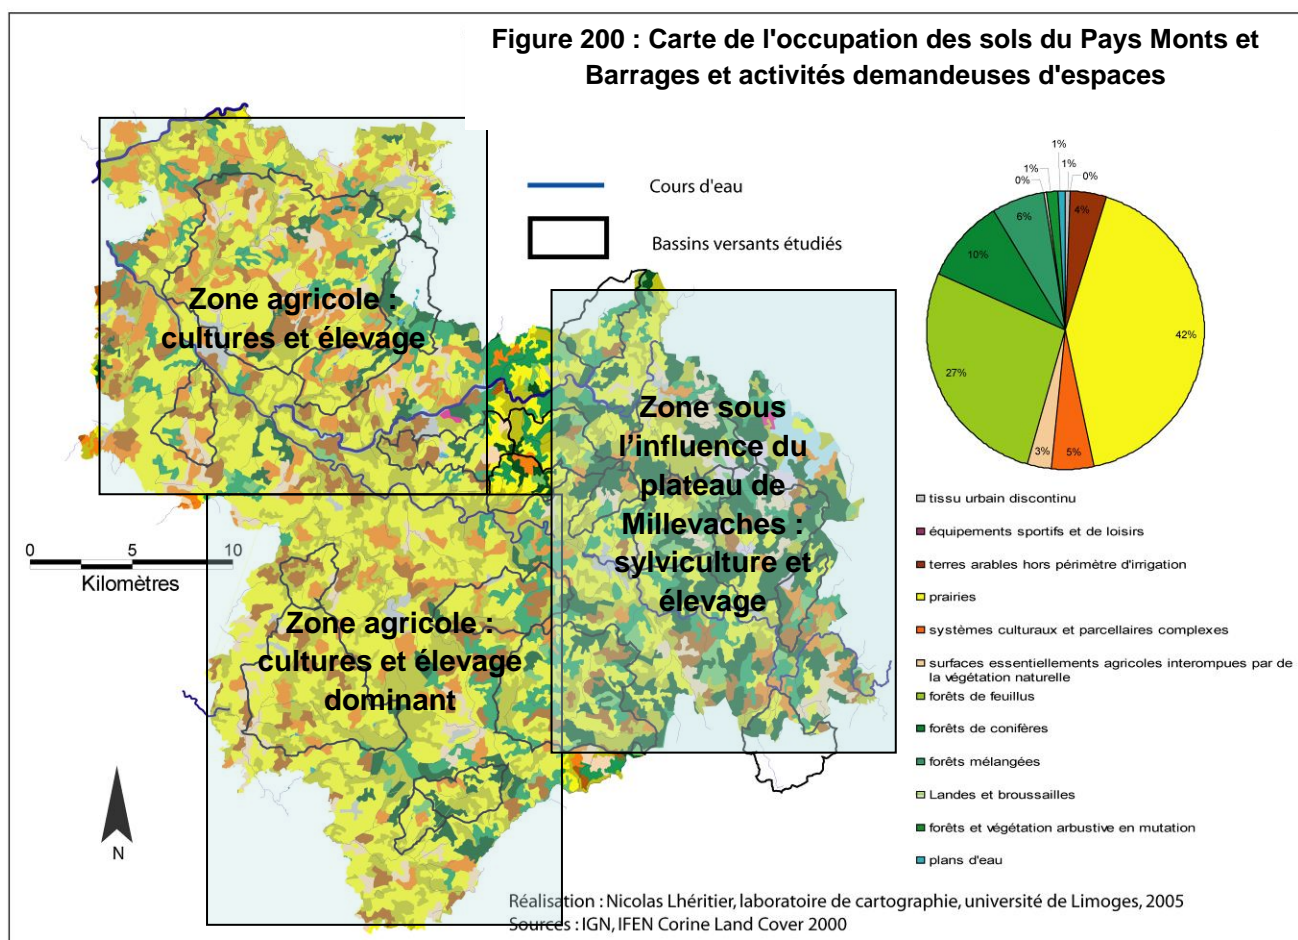 Figure 200 : Carte de l'occupation des sols du Pays Monts et
Barrages et activités demandeuses d'espaces
Cours d'eau
Bassins versants étudiés
Zone agricole :
cultures et élevage
Zone sous
l'influence du
plateau de
Millevaches :
sylviculture et
élevage
Zone agricole :
cultures et élevage
dominant
0 5 10
Kilomètres
N
1%
1%
1%
0%
0%
4%
6%
10%
42%
27%
3%
5%
tissu urbain discontinu
équipements sportifs et de loisirs
terres arables hors périmètre d'irrigation
prairies
systèmes culturaux et parcellaires complexes
surfaces essentiellements agricoles interompues par de
la végétation naturelle
forêts de feuillus
forêts de conifères
forêts mélangées
Landes et broussailles
forêts et végétation arbustive en mutation
plans d'eau
Réalisation : Nicolas Lhéritier, laboratoire de cartographie, université de Limoges, 2005
Sources : IGN, IFEN Corine Land Cover 2000